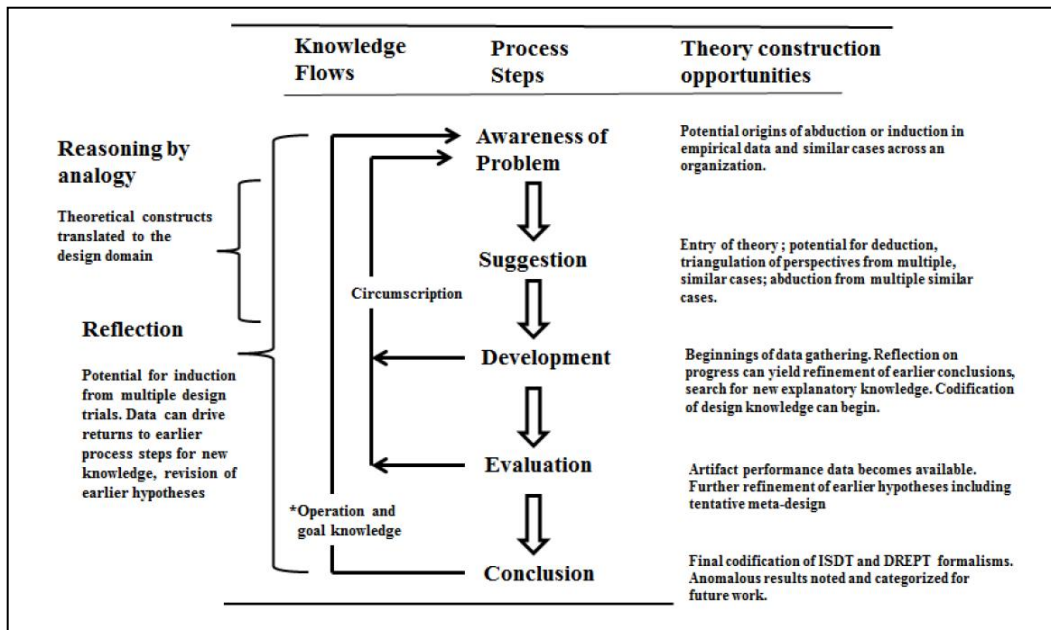 Knowledge
Flows
Process
Steps
Theory construction
opportunities
Reasoning by
analogy
Theoretical constructs
translated to the
design domain
Reflection
Potential for induction
from multiple design
trials. Data can drive
returns to earlier
process steps for new
knowledge, revision of
earlier hypotheses
Circumscription
*Operation and
goal knowledge
Awareness of
Problem
Potential origins of abduction or induction in
empirical data and similar cases across an
organization.
Suggestion
Entry of theory ; potential for deduction,
triangulation of perspectives from multiple,
similar cases; abduction from multiple similar
cases.
Development
Beginnings of data gathering. Reflection on
progress can yield refinement of earlier conclusions,
search for new explanatory knowledge. Codification
of design knowledge can begin.
Evaluation
Artifact performance data becomes available.
Further refinement of earlier hypotheses including
tentative meta-design
Conclusion
Final codification of ISDT and DREPT formalisms.
Anomalous results noted and categorized for
future work.